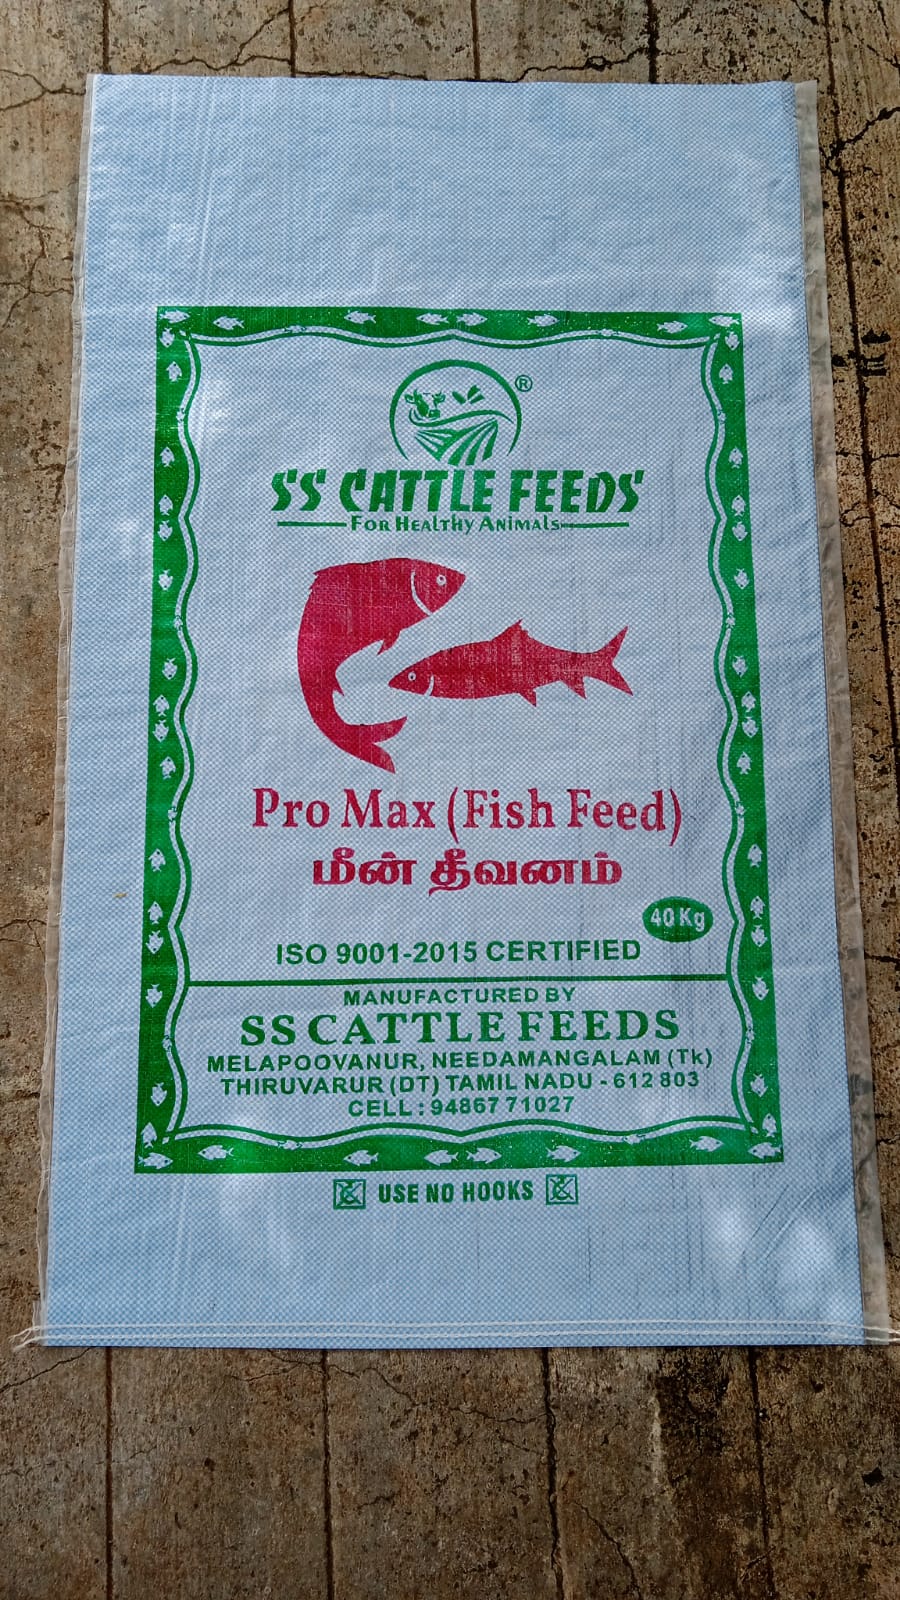 ®
SS CATTLE FEEDS
FOR HEALTHY ANIMALS
Pro Max (Fish Feed)
மீன் தீவனம்
40 Kg
ISO 9001-2015 CERTIFIED
MANUFACTURED BY
SS CATTLE FEEDS
MELAPOOVANUR, NEEDAMANGALAM (Tk)
THIRUVARUR (DT) TAMIL NADU - 612 803
CELL : 94867 71027
USE NO HOOKS